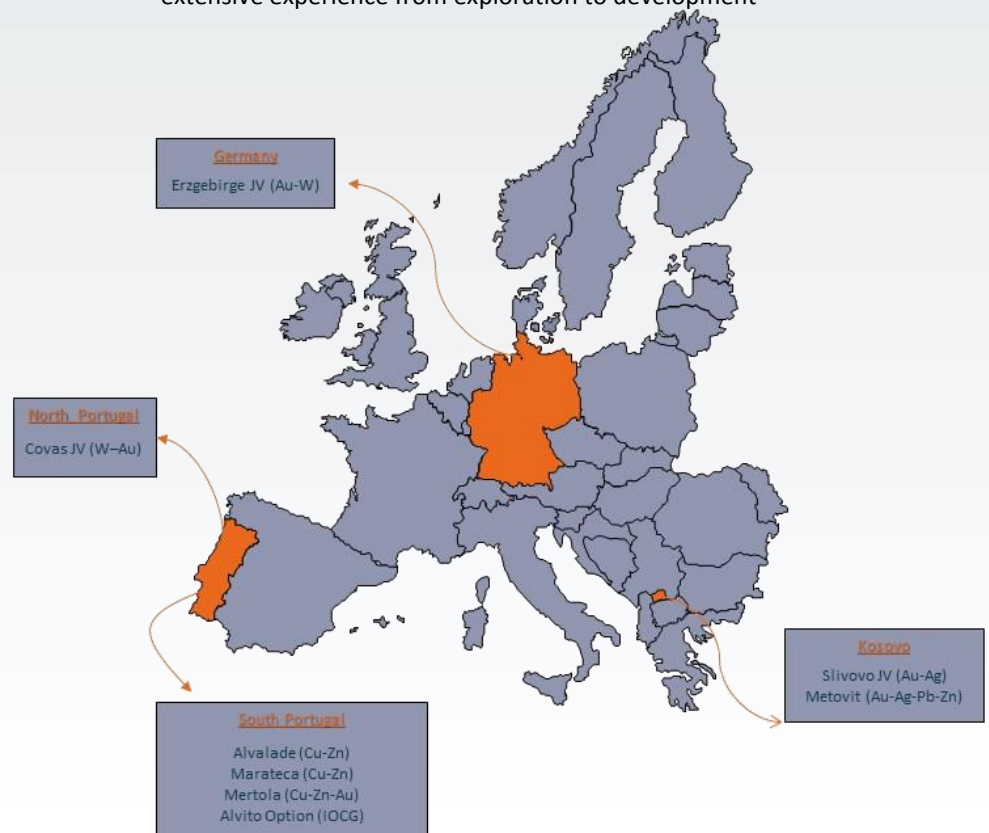 extensive experience from exploration to development
Germany
Erzgebirge JV (Au-W)
North Portugal
Covas JV (W–Au)
South Portugal
Alvalade (Cu-Zn)
Marateca (Cu-Zn)
Mertola (Cu-Zn-Au)
Alvito Option (IOCG)
Kosovo
Slivovo JV (Au-Ag)
Metovit (Au-Ag-Pb-Zn)